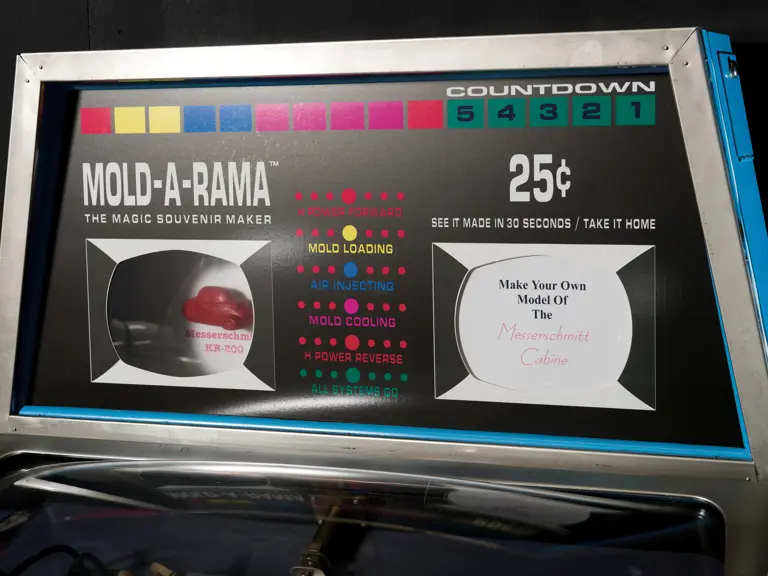 COUNTDOWN
5 4 3 2 1
MOLD-A-RAMA™
THE MAGIC SOUVENIR MAKER
25¢
SEE IT MADE IN 30 SECONDS / TAKE IT HOME
POWER FORWARD
MOLD LOADING
AIR INJECTING
MOLD COOLING
H POWER REVERSE
ALL SYSTEMS GO
Messerschm
KR-200
Make Your Own
Model Of
The
Messerschmitt
Cabine